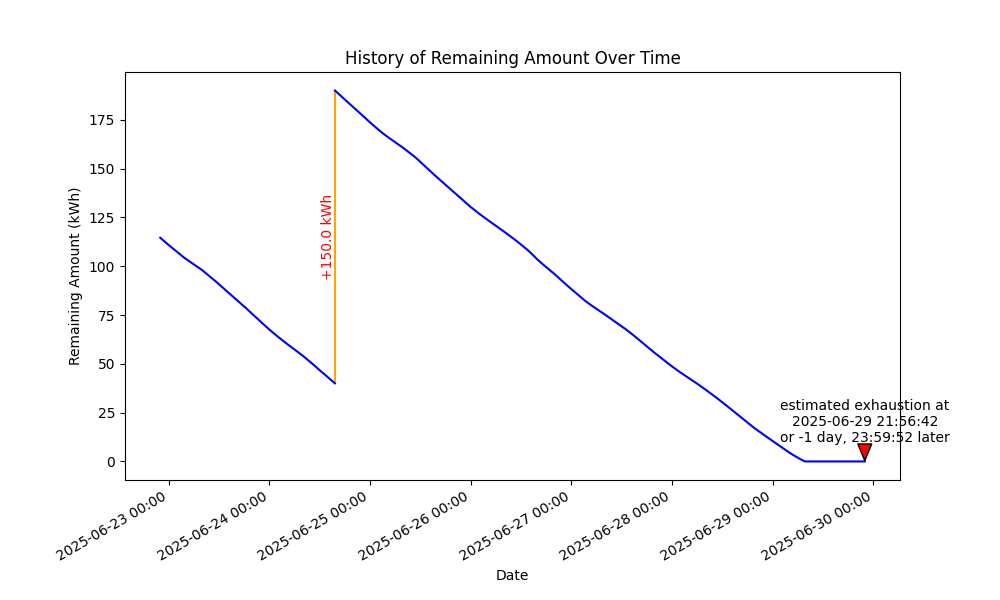 History of Remaining Amount Over Time
Remaining Amount (kWh)
175
150
125
100
75
50
25
0
+150.0 kWh
estimated exhaustion at
2025-06-29 21:56:42
or -1 day, 23:59:52 later
2025-06-23 00:00
2025-06-24 00:00
2025-06-25 00:00
2025-06-26 00:00
2025-06-27 00:00
2025-06-28 00:00
2025-06-29 00:00
2025-06-30 00:00
Date